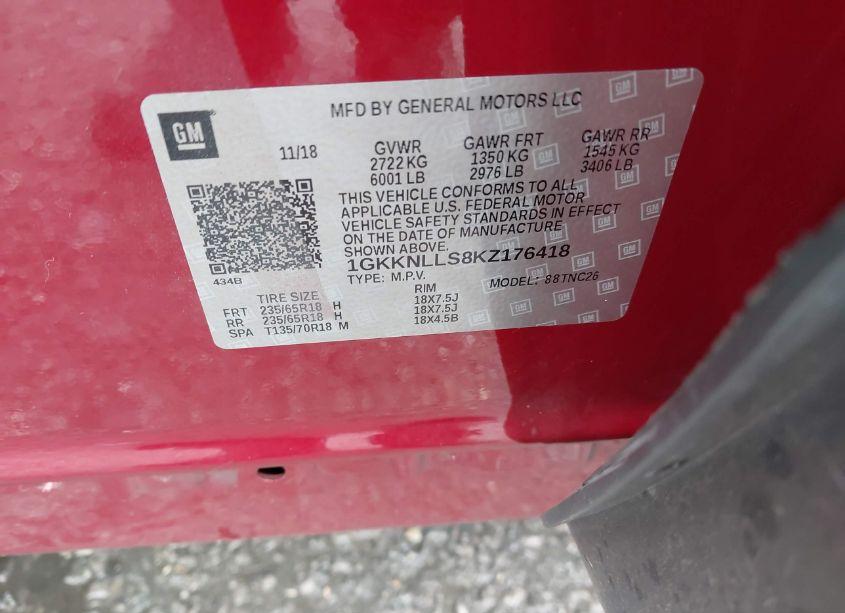 GM
MFD BY GENERAL MOTORS LLC
11/18 GVWR GAWR FRT GAWR RR
2722 KG 1350 KG 1545 KG
6001 LB 2976 LB 3406 LB
THIS VEHICLE CONFORMS TO ALL
APPLICABLE U.S. FEDERAL MOTOR
VEHICLE SAFETY STANDARDS IN EFFECT
ON THE DATE OF MANUFACTURE
SHOWN ABOVE.
1GKKNLLS8KZ176418
434B
TYPE: M.P.V. MODEL: 88TNC26
TIRE SIZE RIM
FRT 235/65R18 H 18X7.5J
RR 235/65R18 H 18X7.5J
SPA T135/70R18 M 18X4.5B